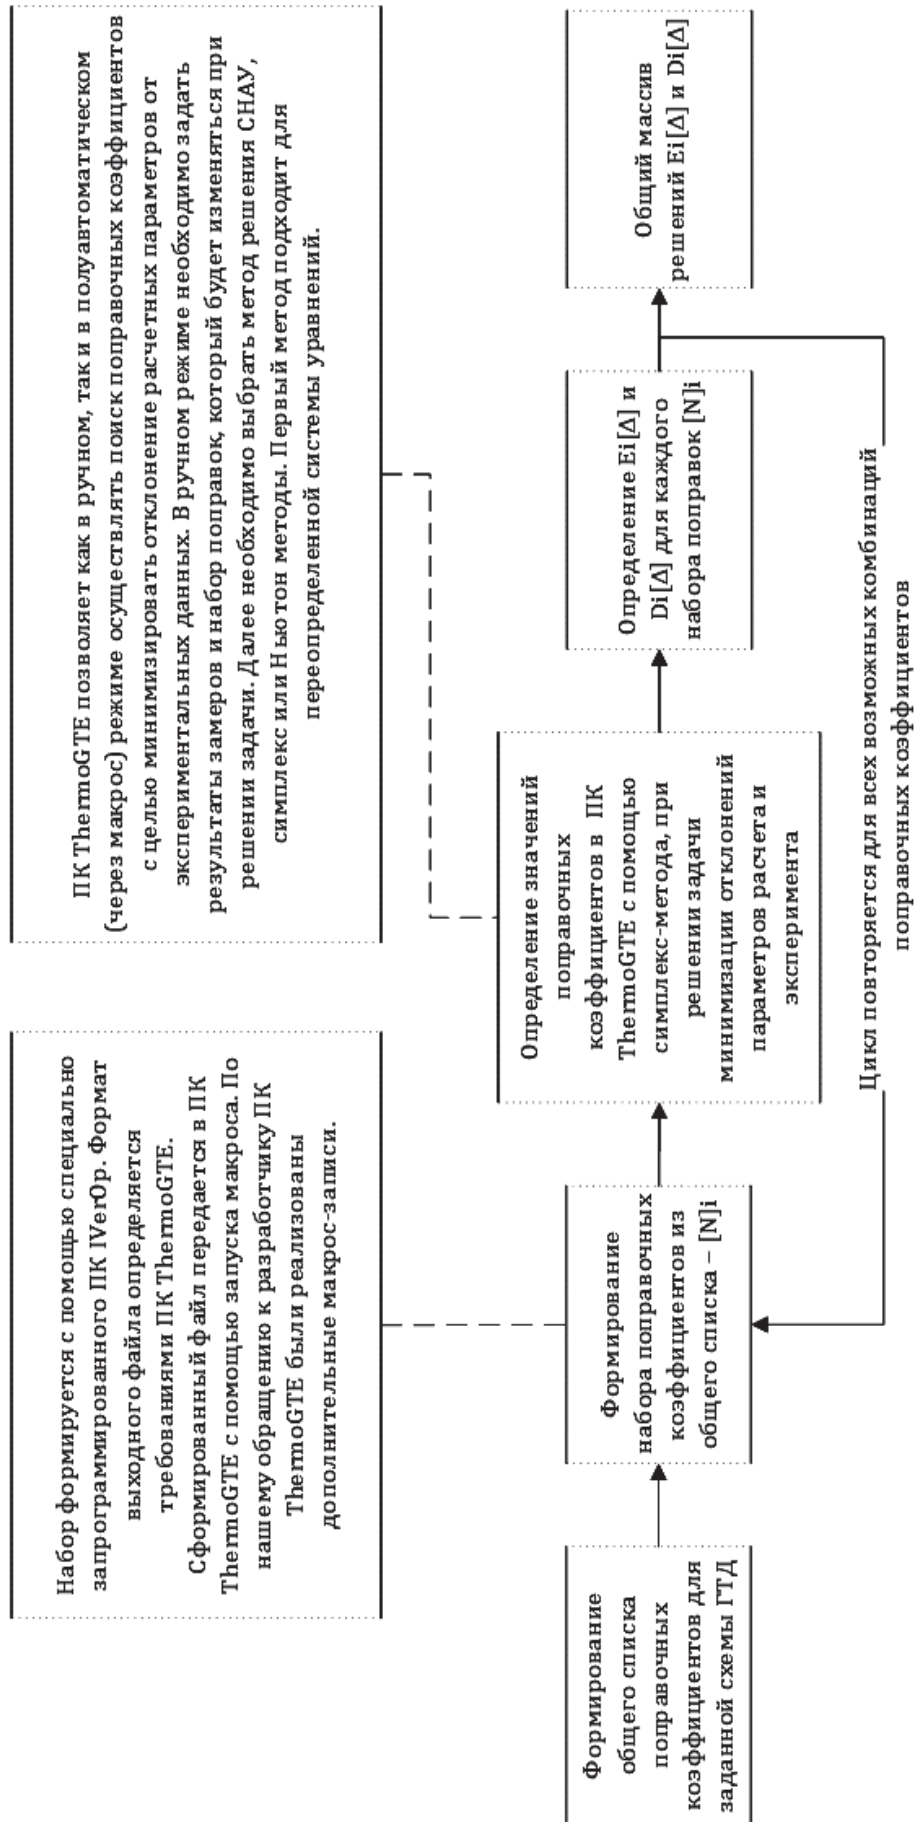 Набор формируется с помощью специально
запрограммированного ПК IVerOp. Формат
выходного файла определяется
требованиями ПК ThermoGTE.
Сформированный файл передается в ПК
ThermoGTE с помощью запуска макроса. По
нашему обращению к разработчику ПК
ThermoGTE были реализованы
дополнительные макрос-записи.
ПК ThermoGTE позволяет как в ручном, так и в полуавтоматическом
(через макрос) режиме осуществлять поиск поправочных коэффициентов
с целью минимизировать отклонение расчетных параметров от
экспериментальных данных. В ручном режиме необходимо задать
результаты замеров и набор поправок, который будет изменяться при
решении задачи. Далее необходимо выбрать метод решения СНАУ,
симплекс или Ньютон методы. Первый метод подходит для
переопределенной системы уравнений.
Формирование
общего списка
поправочных
коэффициентов для
заданной схемы ГТД
Формирование
набора поправочных
коэффициентов из
общего списка – [N]i
Определение значений
поправочных
коэффициентов в ПК
ThermoGTE с помощью
симплекс-метода, при
решении задачи
минимизации отклонений
параметров расчета и
эксперимента
Определение Ei[Δ] и
Di[Δ] для каждого
набора поправок [N]i
Общий массив
решений Ei[Δ] и Di[Δ]
Цикл повторяется для всех возможных комбинаций
поправочных коэффициентов